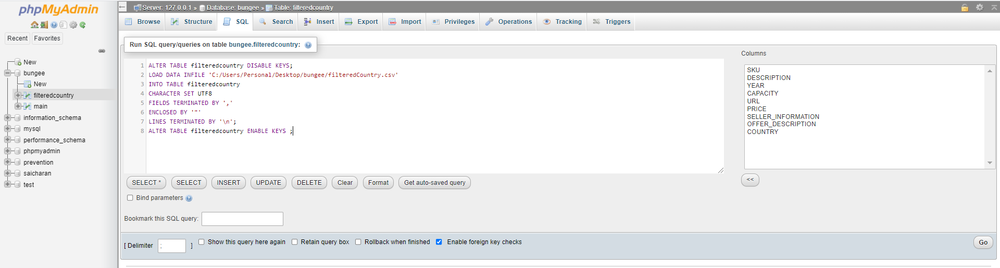 phpMyAdmin
Recent Favorites
New
bungee
New
filteredcountry
main
information_schema
mysql
performance_schema
phpmyadmin
prevention
saicharan
test
Server: 127.0.0.1 » Database: bungee » Table: filteredcountry
Browse Structure SQL Search Insert Export Import Privileges Operations Tracking Triggers
Run SQL query/queries on table bungee.filteredcountry:
1 ALTER TABLE filteredcountry DISABLE KEYS;
2 LOAD DATA INFILE 'C:/Users/Personal/Desktop/bungee/filteredCountry.csv'
3 INTO TABLE filteredcountry
4 CHARACTER SET UTF8
5 FIELDS TERMINATED BY ','
6 ENCLOSED BY '"'
7 LINES TERMINATED BY '\n';
8 ALTER TABLE filteredcountry ENABLE KEYS ;
SELECT * SELECT INSERT UPDATE DELETE Clear Format Get auto-saved query
Bind parameters
Bookmark this SQL query:
Columns
SKU
DESCRIPTION
YEAR
CAPACITY
URL
PRICE
SELLER_INFORMATION
OFFER_DESCRIPTION
COUNTRY
<<
[ Delimiter ; ] Show this query here again Retain query box Rollback when finished Enable foreign key checks Go